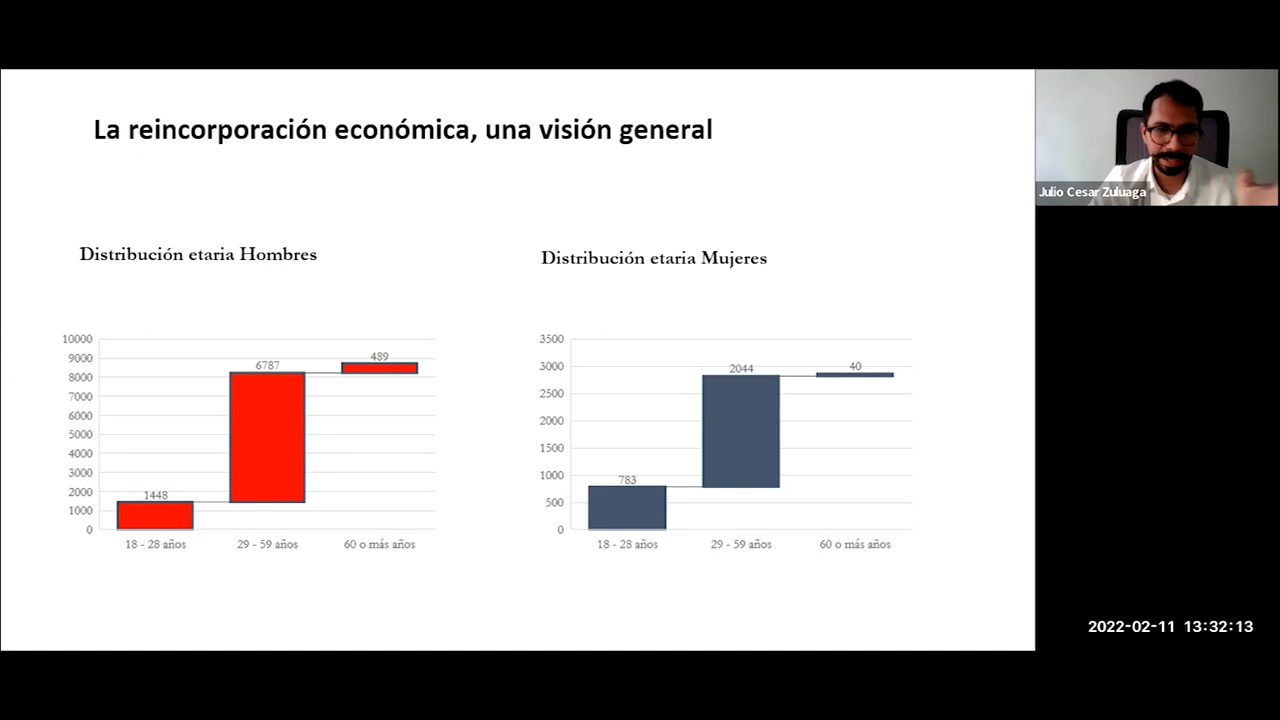 La reincorporación económica, una visión general
Julio Cesar Zuluaga
Distribución etaria Hombres
10000
9000
8000
7000
6000
5000
4000
3000
2000
1000
0
1448
6787
489
18 - 28 años
29 - 59 años
60 o más años
Distribución etaria Mujeres
3500
3000
2500
2000
1500
1000
500
0
783
2044
40
18 - 28 años
29 - 59 años
60 o más años
2022-02-11 13:32:13